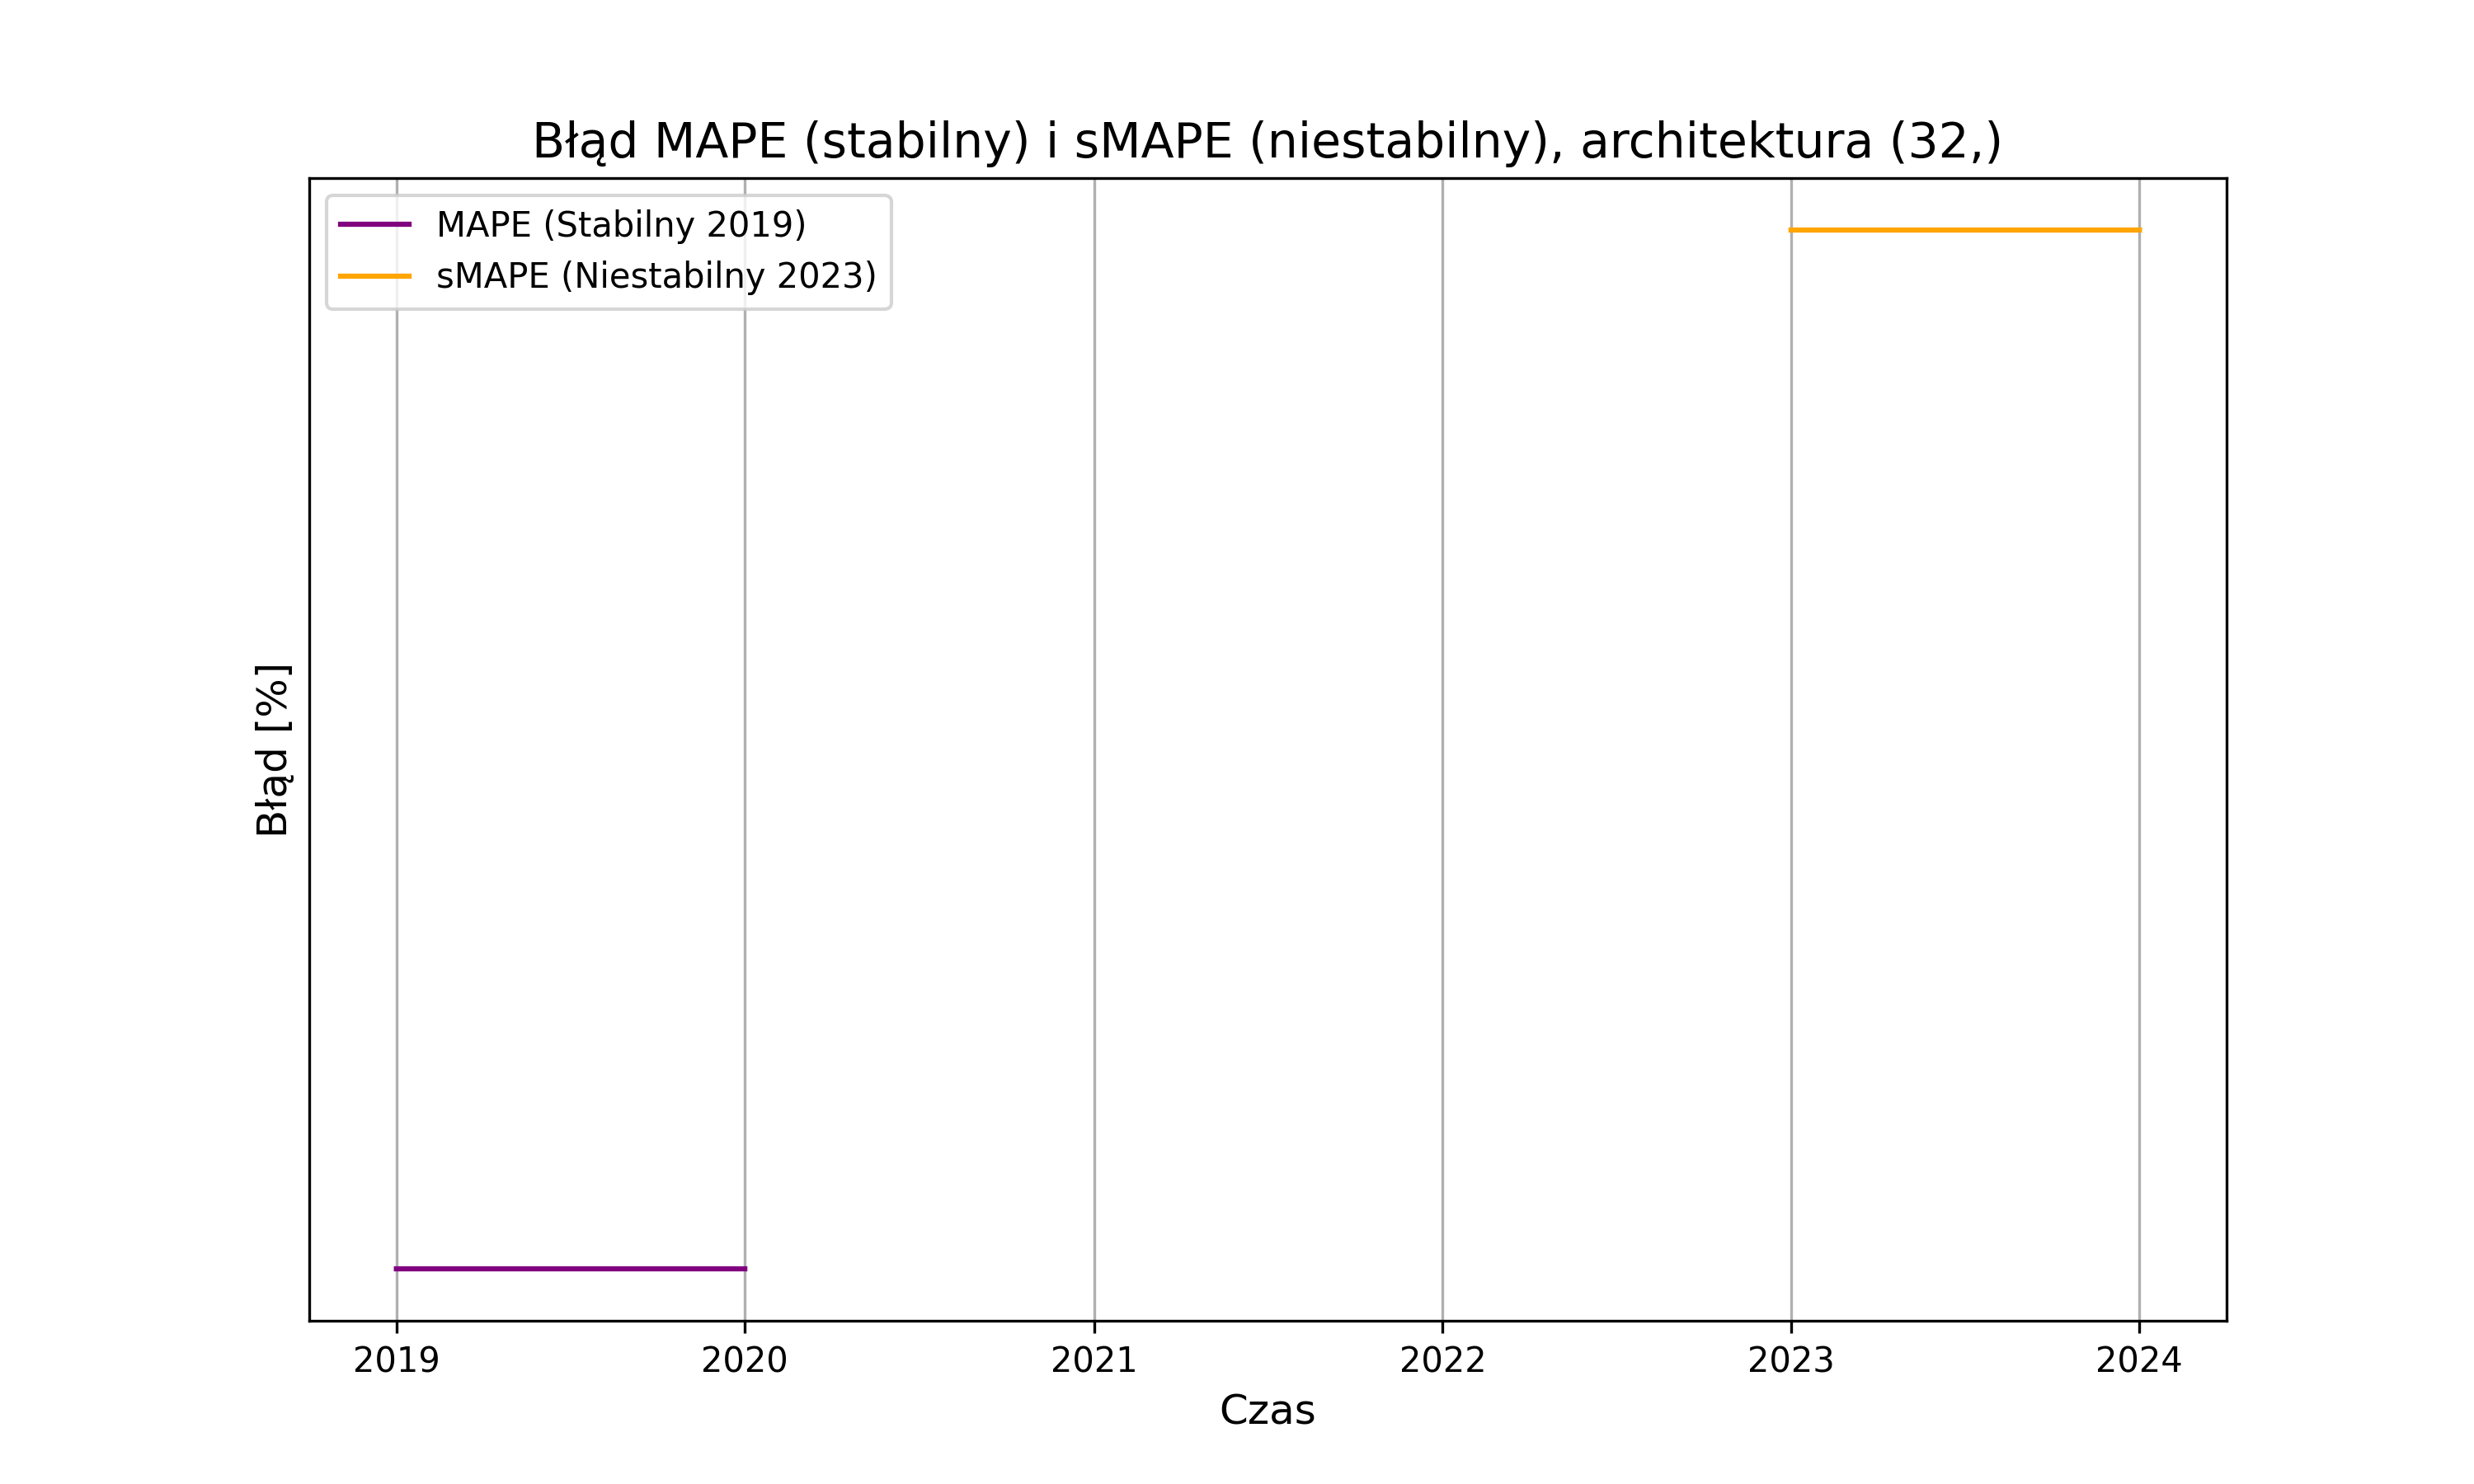 Błąd MAPE (stabilny) i sMAPE (niestabilny), architektura (32,)
MAPE (Stabilny 2019)
sMAPE (Niestabilny 2023)
Błąd [%]
2019 2020 2021 2022 2023 2024
Czas